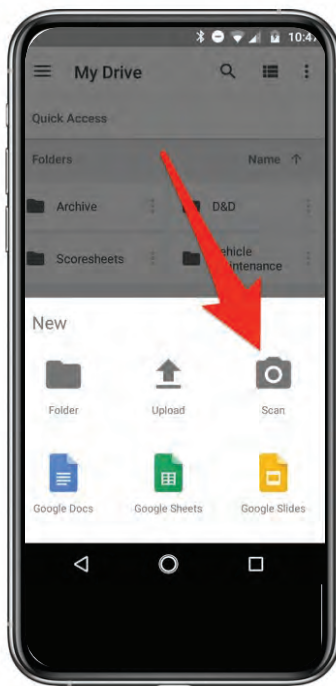 10:4
My Drive
Quick Access
Folders Name ↑
Archive D&D
Scoresheets
New
Folder Upload Scan
Google Docs Google Sheets Google Slides